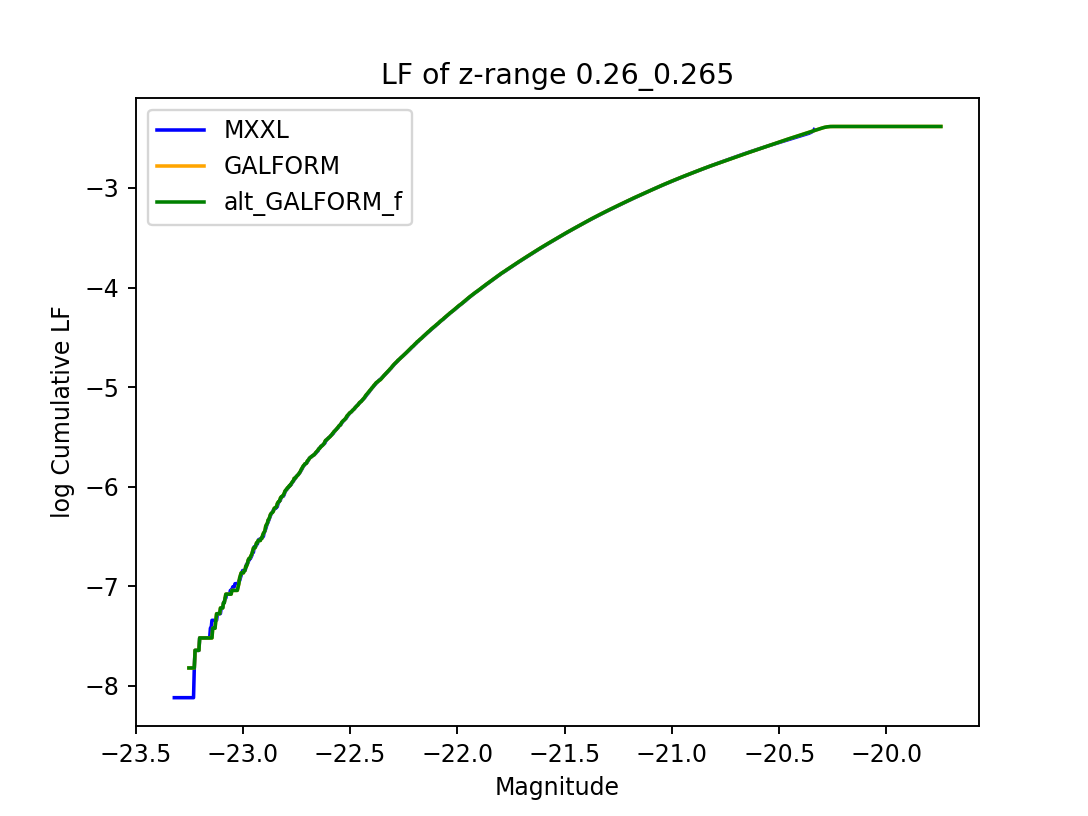 LF of z-range 0.26_0.265
MXXL
GALFORM
alt_GALFORM_f
log Cumulative LF
−3
−4
−5
−6
−7
−8
−23.5 −23.0 −22.5 −22.0 −21.5 −21.0 −20.5 −20.0
Magnitude